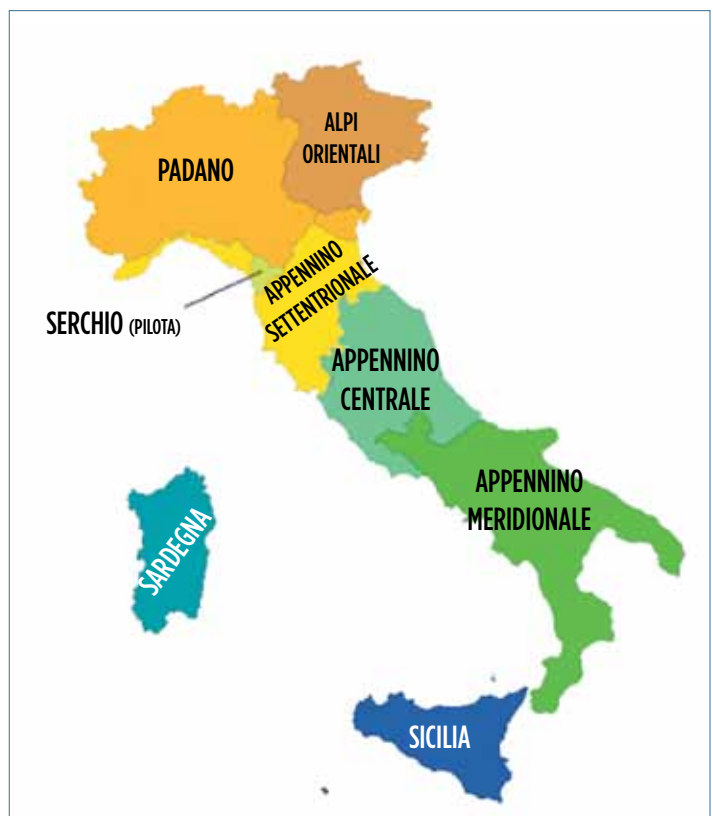 ALPI
ORIENTALI
PADANO
APPENNINO
SETTENTRIONALE
SERCHIO (PILOTA)
APPENNINO
CENTRALE
APPENNINO
MERIDIONALE
SARDEGNA
SICILIA